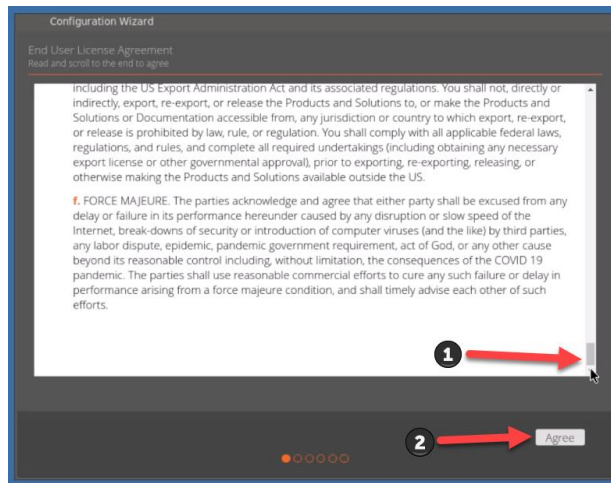 Configuration Wizard
End User License Agreement
Read and scroll to the end to agree
including the US Export Administration Act and its associated regulations. You shall not, directly or
indirectly, export, re-export, or release the Products and Solutions to, or make the Products and
Solutions or Documentation accessible from, any jurisdiction or country to which export, re-export,
or release is prohibited by law, rule, or regulation. You shall comply with all applicable federal laws,
regulations, and rules, and complete all required undertakings (including obtaining any necessary
export license or other governmental approval), prior to exporting, re-exporting, releasing, or
otherwise making the Products and Solutions available outside the US.
f. FORCE MAJEURE. The parties acknowledge and agree that either party shall be excused from any
delay or failure in its performance hereunder caused by any disruption or slow speed of the
Internet, break-downs of security or introduction of computer viruses (and the like) by third parties,
any labor dispute, epidemic, pandemic government requirement, act of God, or any other cause
beyond its reasonable control including, without limitation, the consequences of the COVID 19
pandemic. The parties shall use reasonable commercial efforts to cure any such failure or delay in
performance arising from a force majeure condition, and shall timely advise each other of such
efforts.
1
2
Agree